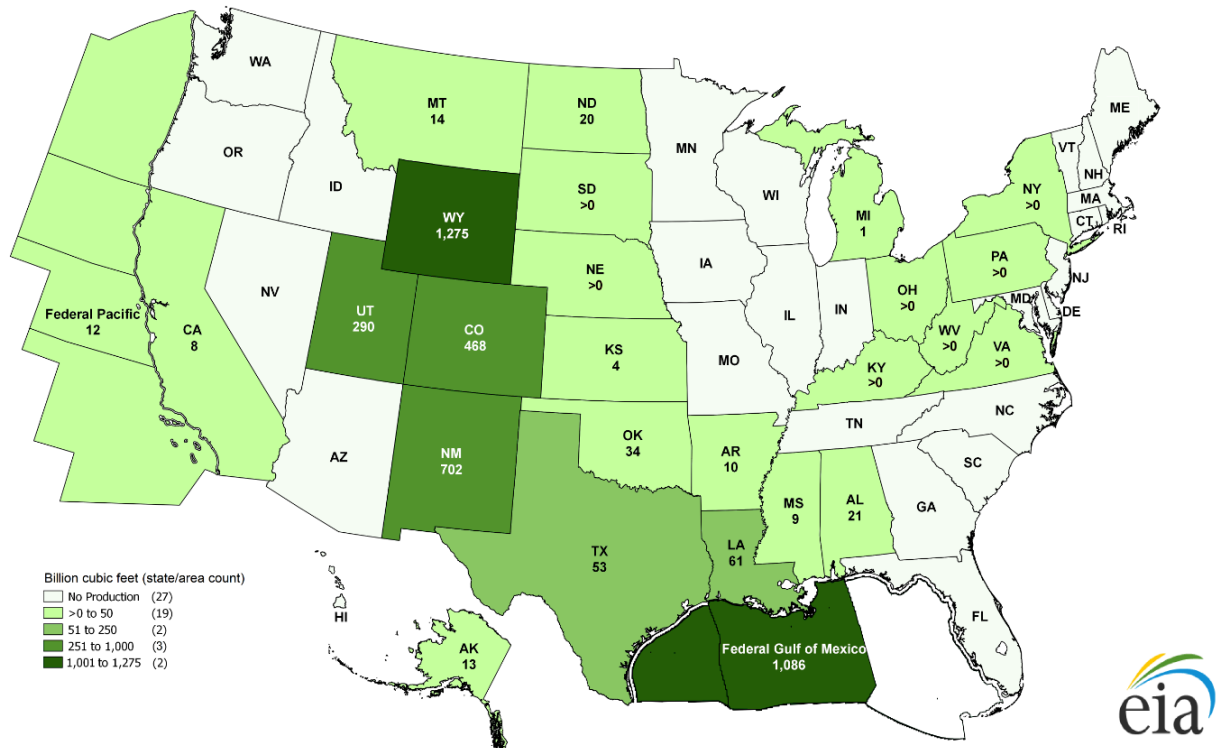 WA
MT
14
ND
20
MN
ME
OR
ID
WY
1,275
SD
>0
WI
MI
1
NY
>0
VT
NH
MA
CT
RI
Federal Pacific
12
CA
8
NV
UT
290
CO
468
NE
>0
IA
IL
IN
OH
>0
PA
>0
NJ
MD
DE
WV
>0
VA
>0
KS
4
MO
KY
>0
AZ
NM
702
OK
34
AR
10
TN
NC
SC
MS
9
AL
21
GA
TX
53
LA
61
FL
HI
AK
13
Federal Gulf of Mexico
1,086
Billion cubic feet (state/area count)
No Production (27)
>0 to 50 (19)
51 to 250 (2)
251 to 1,000 (3)
1,001 to 1,275 (2)
eia